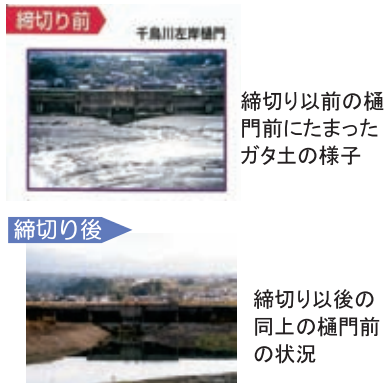 締切り前
千鳥川左岸樋門
締切り以前の樋
門前にたまった
ガタ土の様子
締切り後
締切り以後の
同上の樋門前
の状況